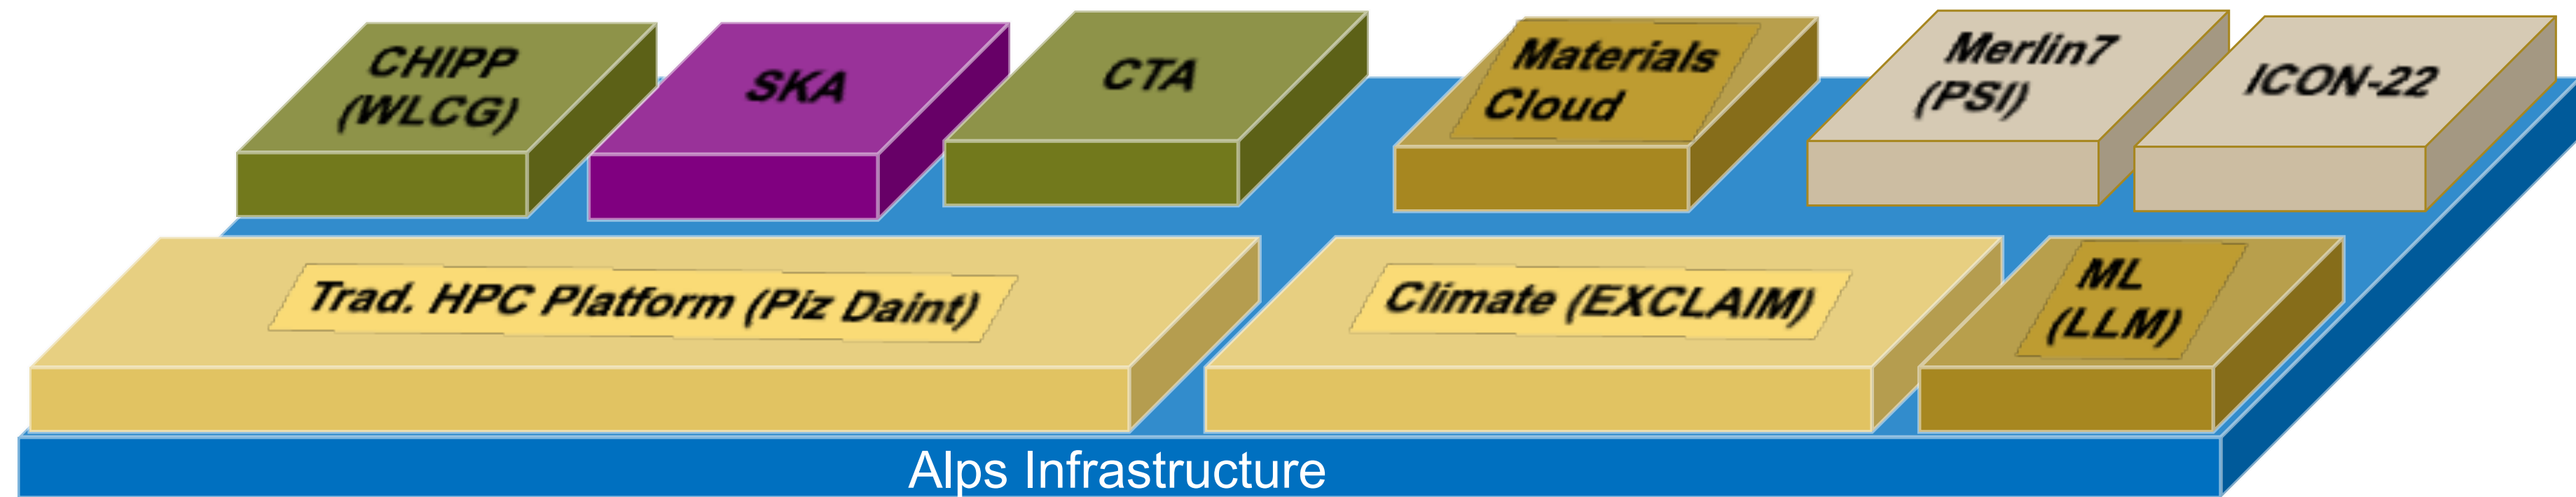 CHIPP
(WLCG)
SKA
CTA
Materials
Cloud
Merlin7
(PSI)
ICON-22
Trad. HPC Platform (Piz Daint)
Climate (EXCLAIM)
ML
(LLM)
Alps Infrastructure